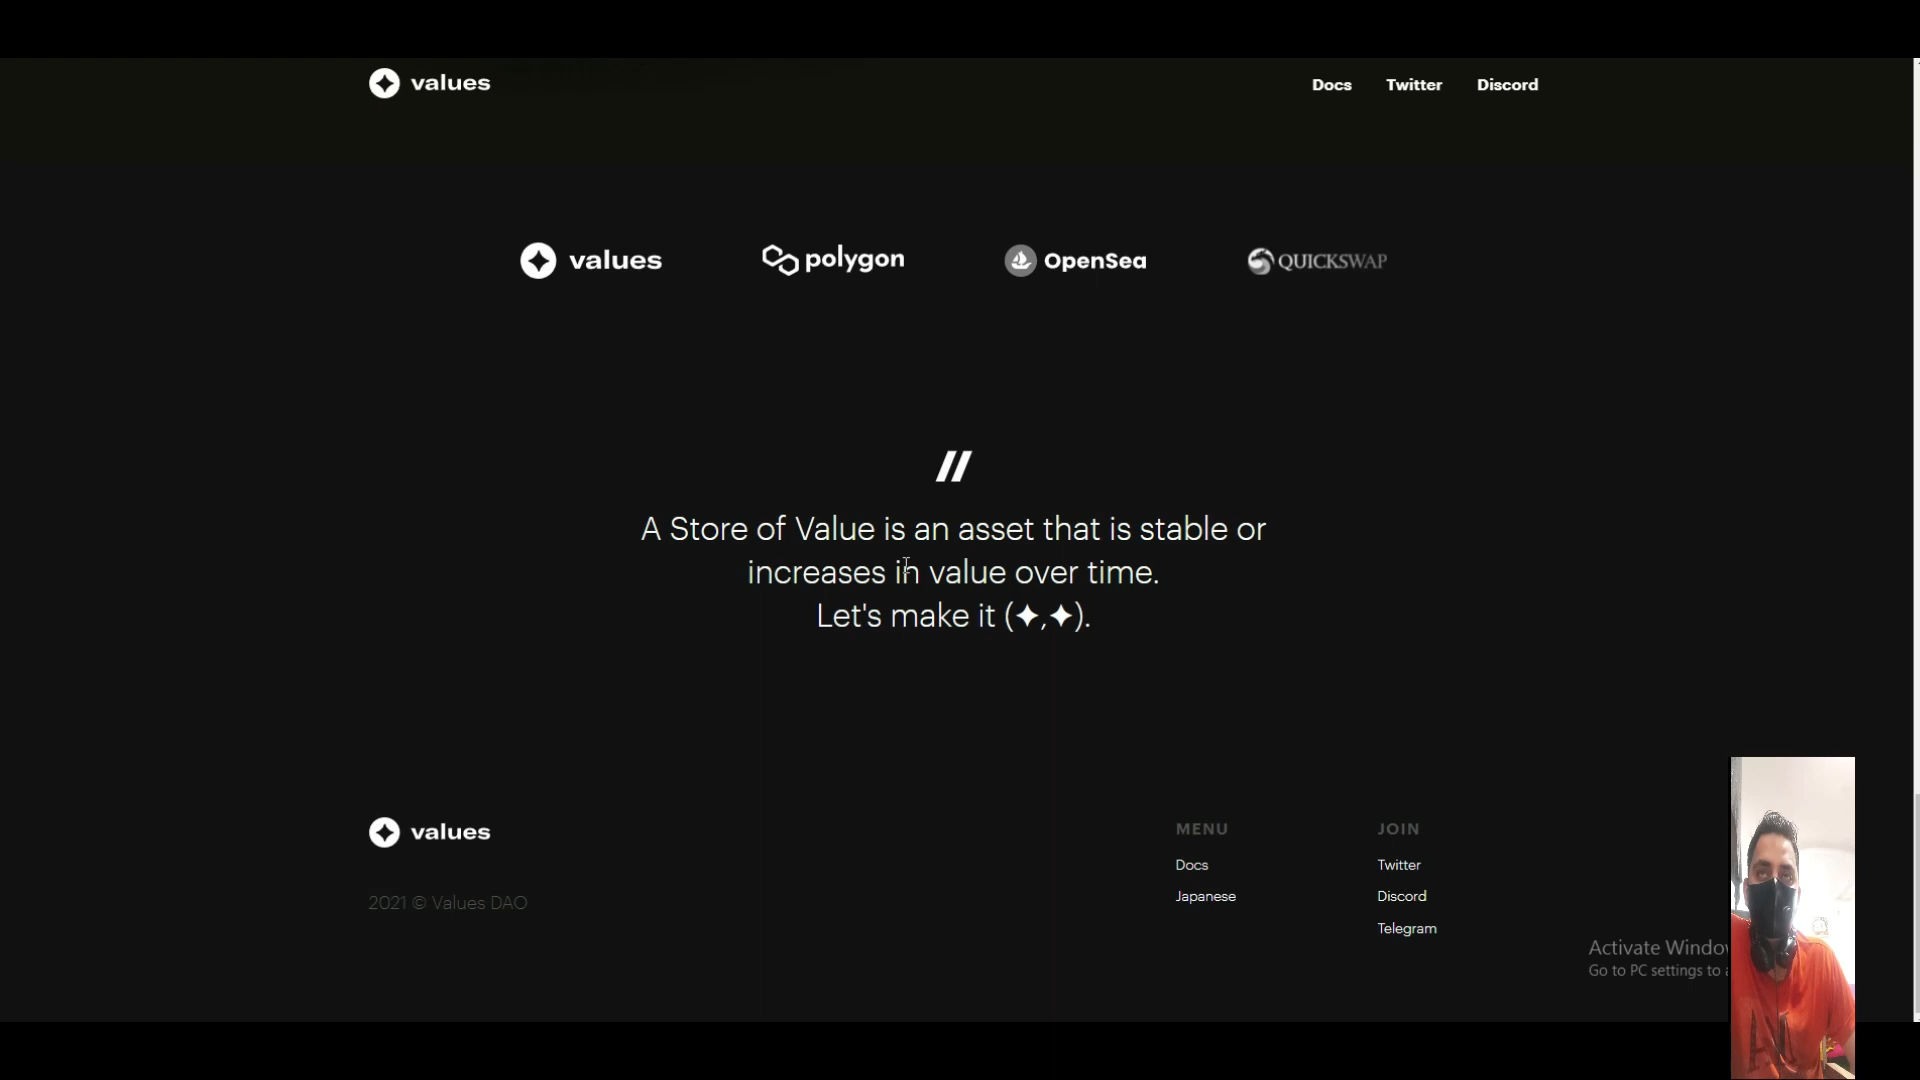 values
Docs Twitter Discord
values polygon OpenSea QUICKSWAP
//
A Store of Value is an asset that is stable or
increases in value over time.
Let's make it (✦,✦).
values
MENU JOIN
Docs Twitter
Japanese Discord
Telegram
2021 © Values DAO
Activate Windo
Go to PC settings to a